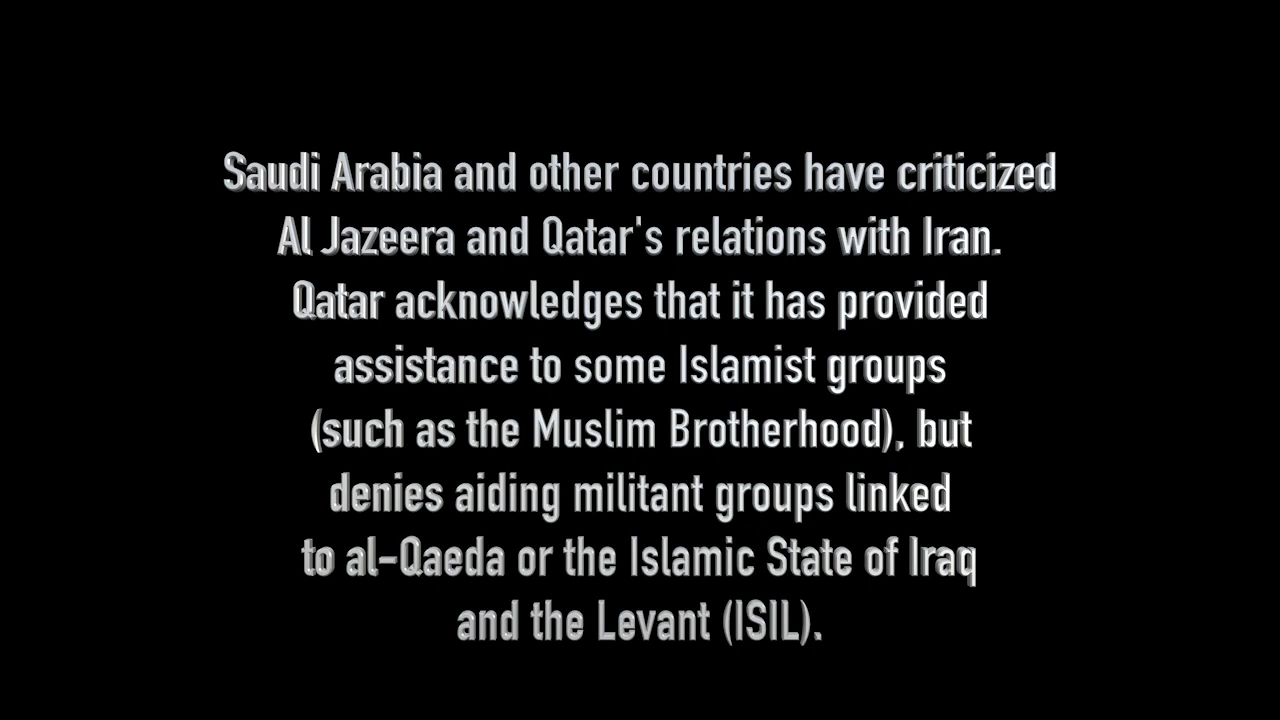 Saudi Arabia and other countries have criticized
Al Jazeera and Qatar's relations with Iran.
Qatar acknowledges that it has provided
assistance to some Islamist groups
(such as the Muslim Brotherhood), but
denies aiding militant groups linked
to al-Qaeda or the Islamic State of Iraq
and the Levant (ISIL).